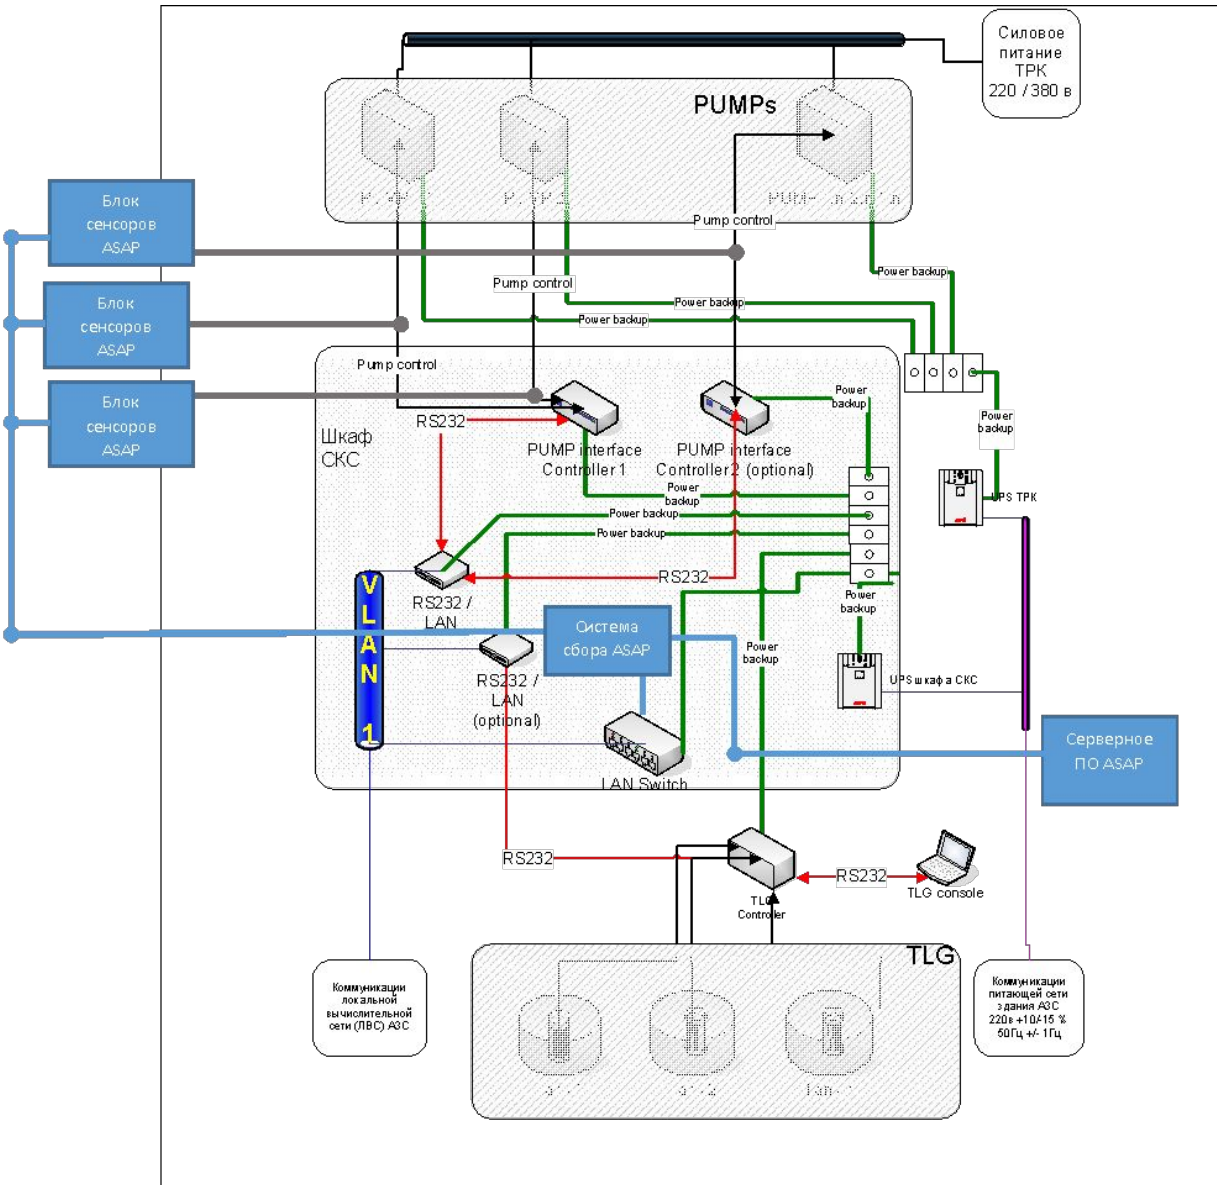 Силовое
питание
ТРК
220 / 380 в
PUMPs
Блок
сенсоров
ASAP
Pump control
Power backup
Блок
сенсоров
ASAP
Pump control
Power backup
Power backup
Pump control
Блок
сенсоров
ASAP
Шкаф
СКС
RS232
Power
backup
Power
backup
PUMP interface
Controller 1
PUMP interface
Controller 2 (optional)
Power
backup
UPS ТРК
Power backup
Power backup
RS232
RS232 /
LAN
Power
backup
VLAN 1
Система
сбора ASAP
Power
backup
RS232 /
LAN
(optional)
UPS шкафа СКС
LAN Switch
Серверное
ПО ASAP
RS232
RS232
TLG console
TLG
Controller
TLG
Коммуникации
локальной
вычислительной
сети (ЛВС) АЗС
Коммуникации
питающей сети
здания АЗС
220в +10/-15 %
50Гц +/- 1Гц